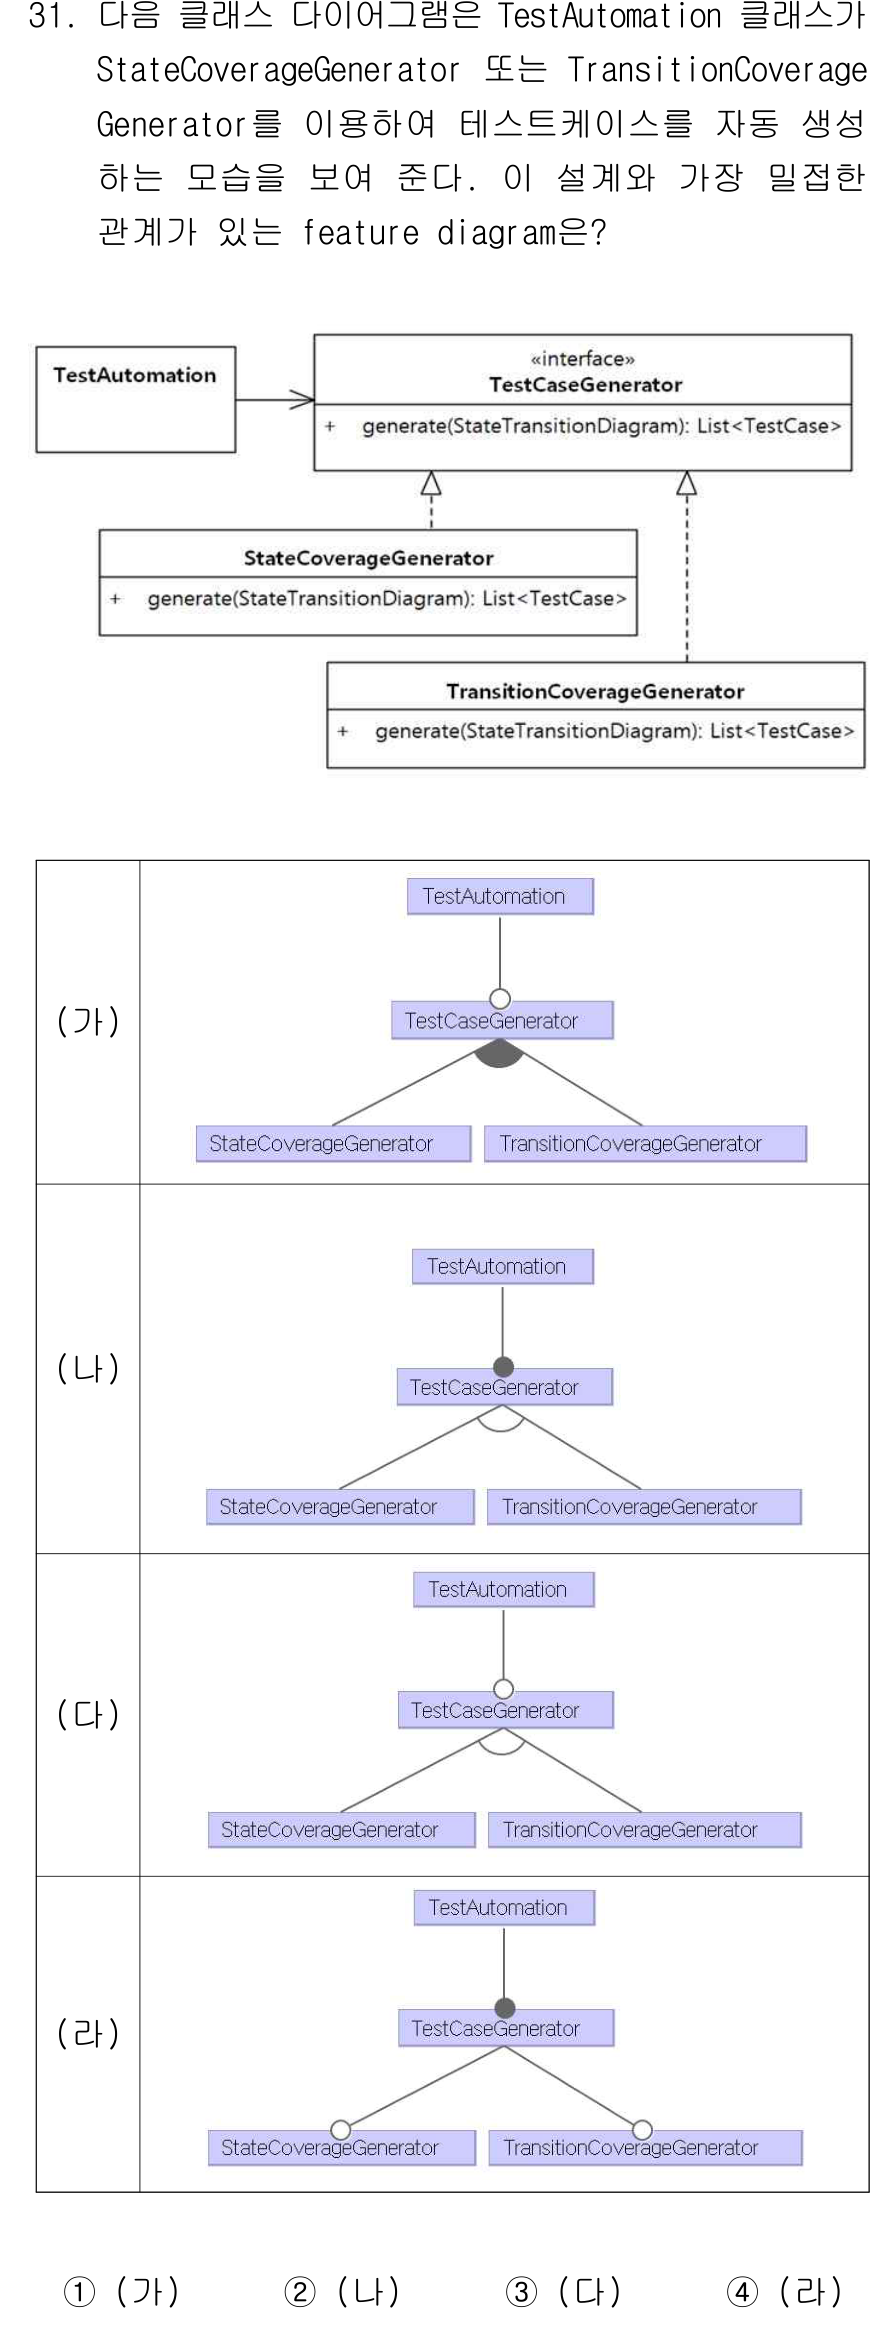 31. 다음 클래스 다이어그램은 TestAutomation 클래스가
StateCoverageGenerator 또는 TransitionCoverage
Generator를 이용하여 테스트케이스를 자동 생성
하는 모습을 보여 준다. 이 설계와 가장 밀접한
관계가 있는 feature diagram은?
TestAutomation
«interface»
TestCaseGenerator
+ generate(StateTransitionDiagram): List<TestCase>
StateCoverageGenerator
+ generate(StateTransitionDiagram): List<TestCase>
TransitionCoverageGenerator
+ generate(StateTransitionDiagram): List<TestCase>
(가)
TestAutomation
TestCaseGenerator
StateCoverageGenerator TransitionCoverageGenerator
(나)
TestAutomation
TestCaseGenerator
StateCoverageGenerator TransitionCoverageGenerator
(다)
TestAutomation
TestCaseGenerator
StateCoverageGenerator TransitionCoverageGenerator
(라)
TestAutomation
TestCaseGenerator
StateCoverageGenerator TransitionCoverageGenerator
① (가) ② (나) ③ (다) ④ (라)